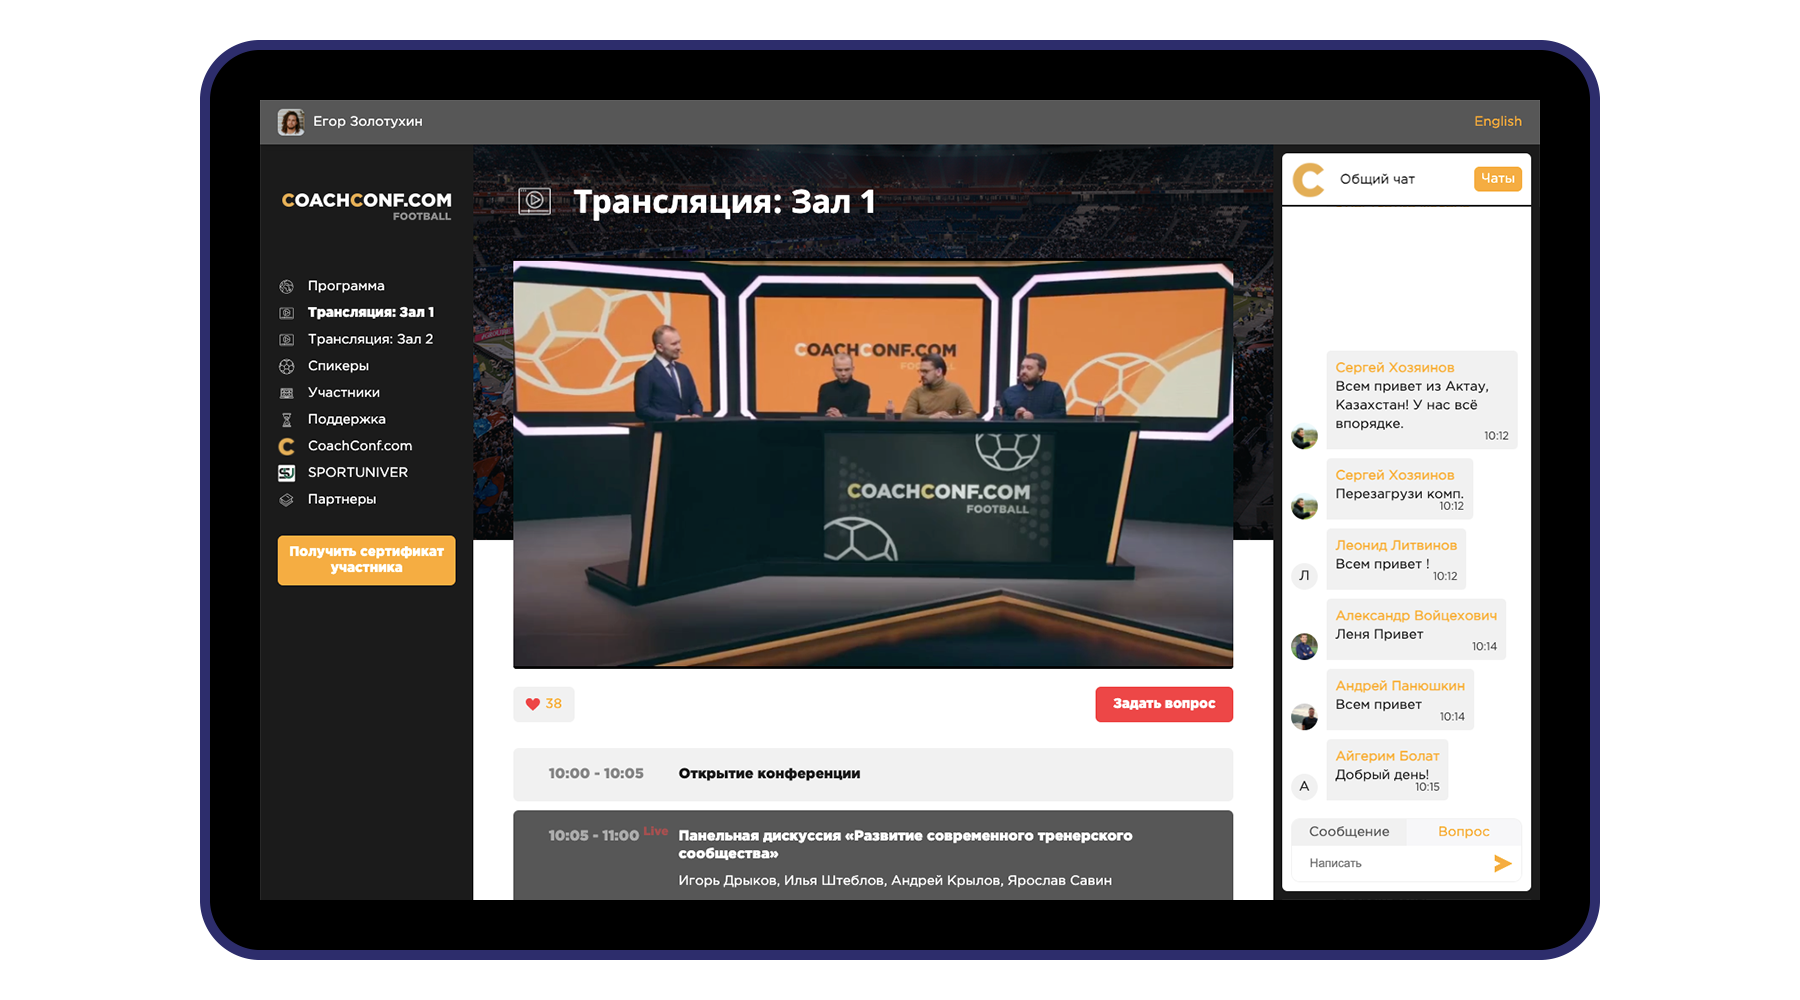 Егор Золотухин
English
COACHCONF.COM
FOOTBALL
Программа
Трансляция: Зал 1
Трансляция: Зал 2
Спикеры
Участники
Поддержка
CoachConf.com
SPORTUNIVER
Партнеры
Получить сертификат
участника
Трансляция: Зал 1
COACHCONF.COM
FOOTBALL
COACHCONF.COM
FOOTBALL
38
Задать вопрос
10:00 - 10:05
Открытие конференции
10:05 - 11:00 Live
Панельная дискуссия «Развитие современного тренерского
сообщества»
Игорь Дрыков, Илья Штеблов, Андрей Крылов, Ярослав Савин
Общий чат
Чаты
Сергей Хозяинов
Всем привет из Актау,
Казахстан! У нас всё
впорядке.
10:12
Сергей Хозяинов
Перезагрузи комп.
10:12
Леонид Литвинов
Всем привет !
10:12
Л
Александр Войцехович
Леня Привет
10:14
Андрей Панюшкин
Всем привет
10:14
Айгерим Болат
Добрый день!
10:15
А
Сообщение
Вопрос
Написать